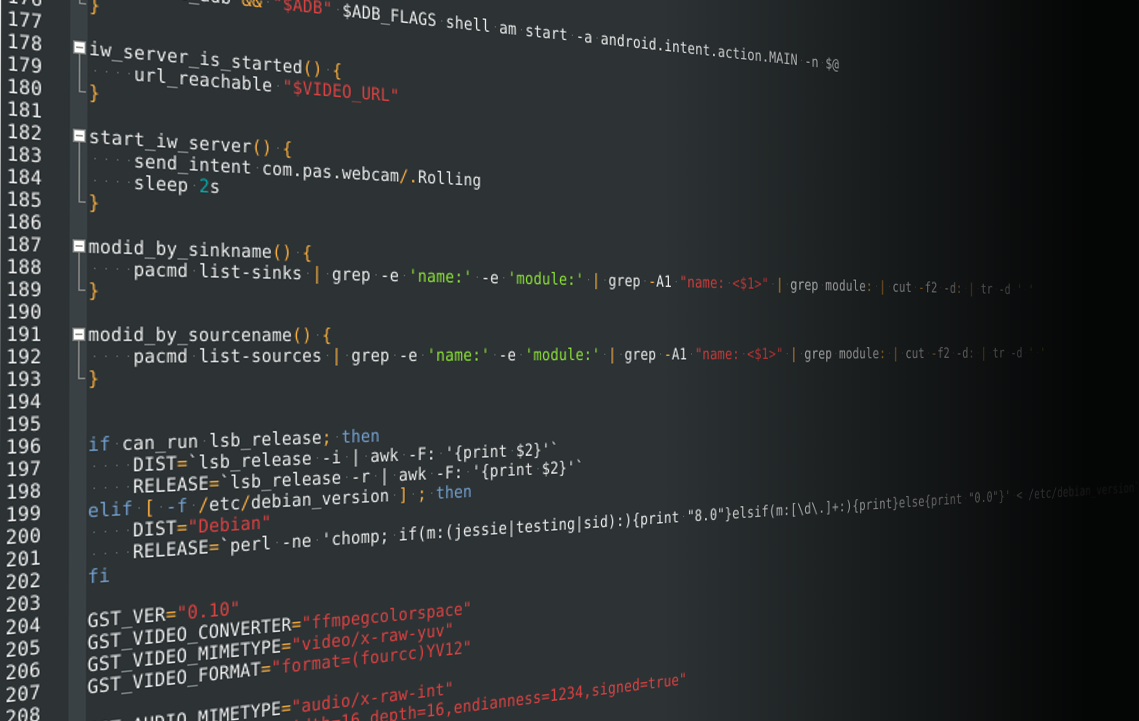 && "$ADB" $ADB_FLAGS shell am start -a android.intent.action.MAIN -n $@
176 }
177
178 iw_server_is_started() {
179 url_reachable "$VIDEO_URL"
180 }
181
182 start_iw_server() {
183 send_intent com.pas.webcam/.Rolling
184 sleep 2s
185 }
186
187 modid_by_sinkname() {
188 pacmd list-sinks | grep -e 'name:' -e 'module:' | grep -A1 "name: <$1>" | grep module: | cut -f2 -d: | tr -d ' '
189 }
190
191 modid_by_sourcename() {
192 pacmd list-sources | grep -e 'name:' -e 'module:' | grep -A1 "name: <$1>" | grep module: | cut -f2 -d: | tr -d ' '
193 }
194
195
196 if can_run lsb_release; then
197 DIST=`lsb_release -i | awk -F: '{print $2}'`
198 RELEASE=`lsb_release -r | awk -F: '{print $2}'`
199 elif [ -f /etc/debian_version ] ; then
200 DIST="Debian"
201 RELEASE=`perl -ne 'chomp; if(m:(jessie|testing|sid):){print "8.0"}elsif(m:[\d\.]+:){print}else{print "0.0"}' < /etc/debian_version
202 fi
203
204 GST_VER="0.10"
205 GST_VIDEO_CONVERTER="ffmpegcolorspace"
206 GST_VIDEO_MIMETYPE="video/x-raw-yuv"
207 GST_VIDEO_FORMAT="format=(fourcc)YV12"
208
AUDIO_MIMETYPE="audio/x-raw-int"
depth=16,endianness=1234,signed=true"